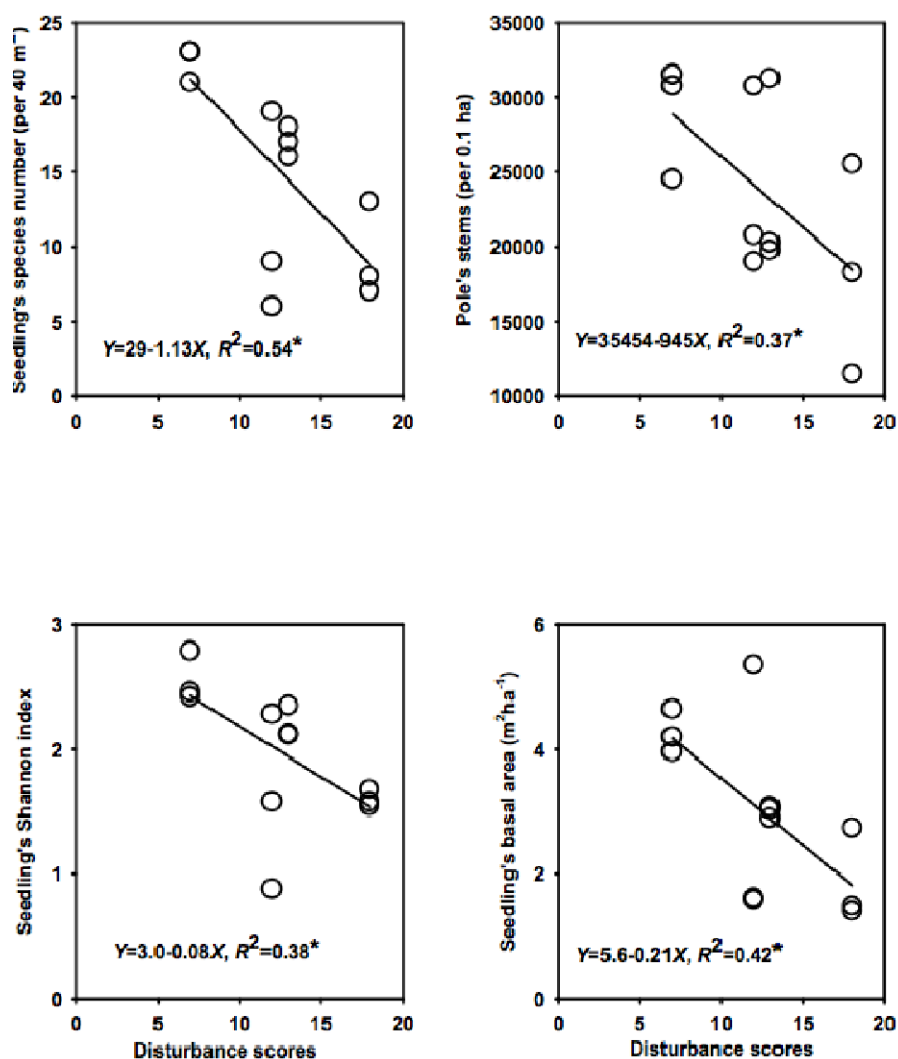 Seedling's species number (per 40 m⁻²)
25
20
15
10
5
0
Y=29-1.13X, R²=0.54*
0 5 10 15 20
Pole's stems (per 0.1 ha)
35000
30000
25000
20000
15000
10000
Y=35454-945X, R²=0.37*
0 5 10 15 20
Seedling's Shannon index
3
2
1
0
Y=3.0-0.08X, R²=0.38*
0 5 10 15 20
Disturbance scores
Seedling's basal area (m²ha⁻¹)
6
4
2
0
Y=5.6-0.21X, R²=0.42*
0 5 10 15 20
Disturbance scores